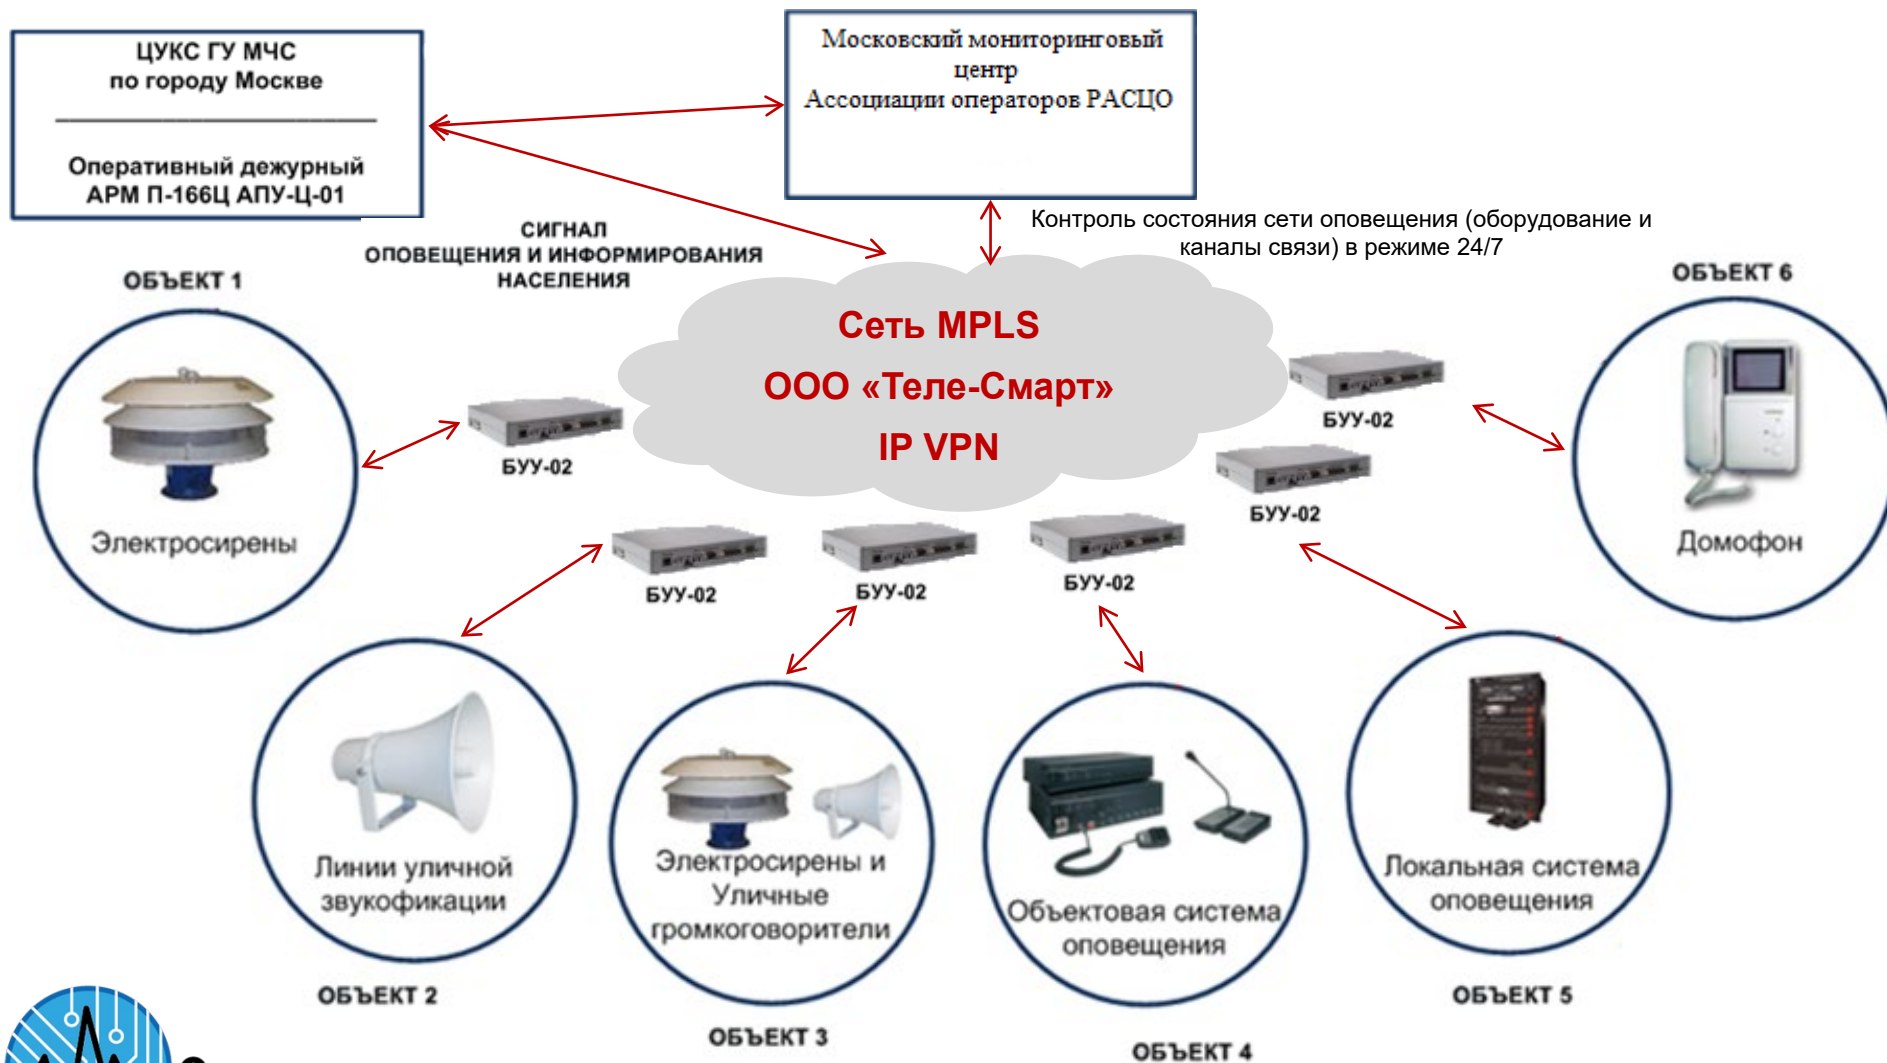 ЦУКС ГУ МЧС
по городу Москве
Оперативный дежурный
АРМ П-166Ц АПУ-Ц-01
Московский мониторинговый
центр
Ассоциации операторов РАСЦО
СИГНАЛ
ОПОВЕЩЕНИЯ И ИНФОРМИРОВАНИЯ
НАСЕЛЕНИЯ
Контроль состояния сети оповещения (оборудование и
каналы связи) в режиме 24/7
ОБЪЕКТ 1
Электросирены
Сеть MPLS
ООО «Теле-Смарт»
IP VPN
ОБЪЕКТ 6
Домофон
БУУ-02
БУУ-02
БУУ-02
БУУ-02
БУУ-02
БУУ-02
Линии уличной
звукофикации
ОБЪЕКТ 2
Электросирены и
Уличные
громкоговорители
ОБЪЕКТ 3
Объектовая система
оповещения
ОБЪЕКТ 4
Локальная система
оповещения
ОБЪЕКТ 5